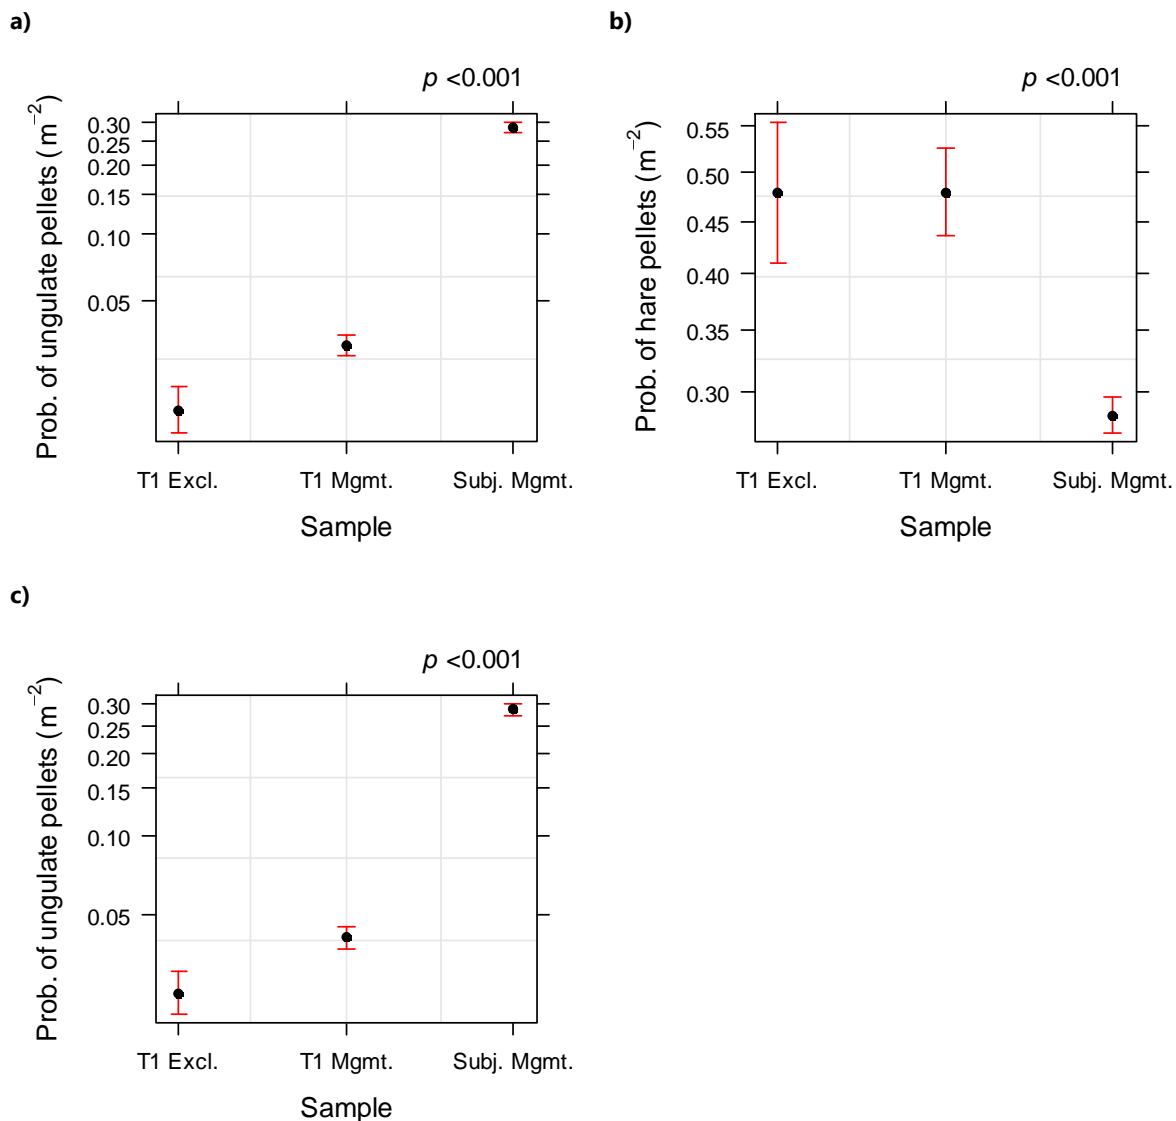 a)
p <0.001
Prob. of ungulate pellets (m⁻²)
0.30
0.25
0.20
0.15
0.10
0.05
T1 Excl. T1 Mgmt. Subj. Mgmt.
Sample
b)
p <0.001
Prob. of hare pellets (m⁻²)
0.55
0.50
0.45
0.40
0.35
0.30
T1 Excl. T1 Mgmt. Subj. Mgmt.
Sample
c)
p <0.001
Prob. of ungulate pellets (m⁻²)
0.30
0.25
0.20
0.15
0.10
0.05
T1 Excl. T1 Mgmt. Subj. Mgmt.
Sample